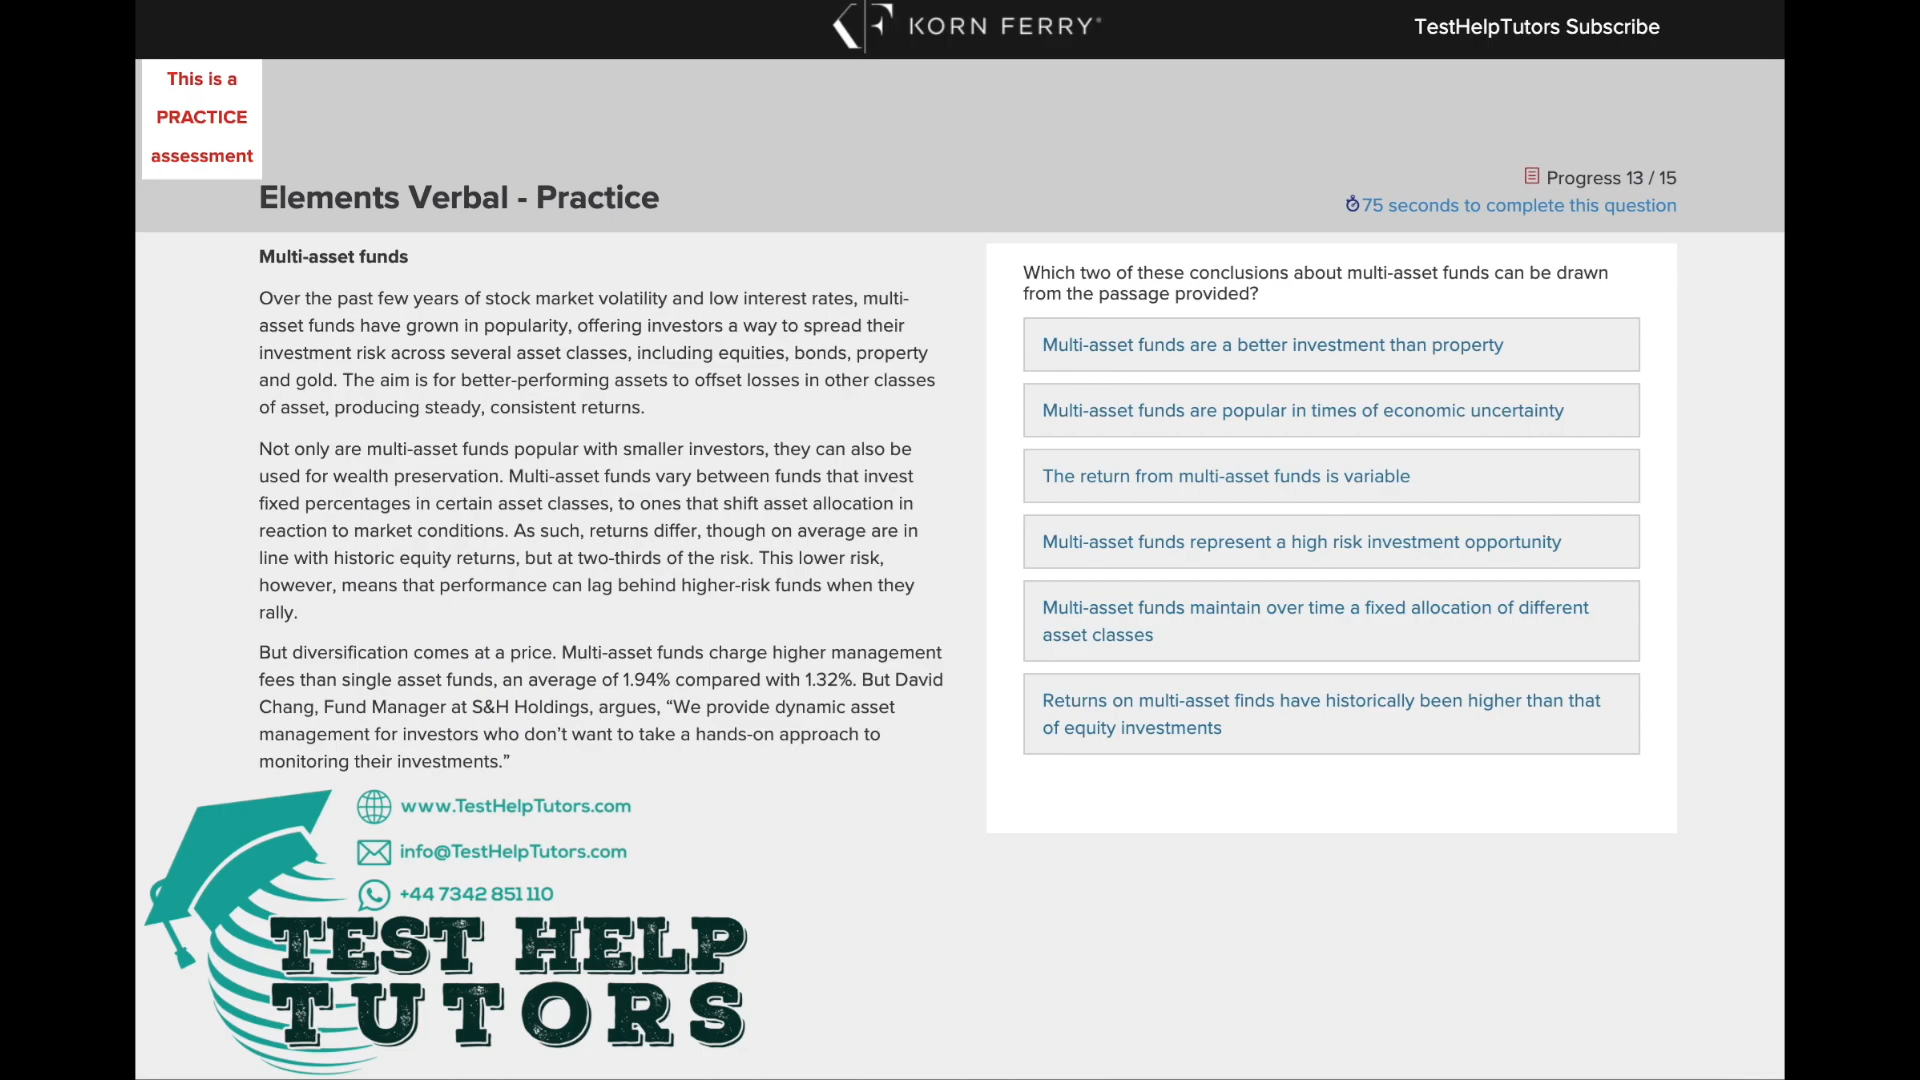 KORN FERRY
TestHelpTutors Subscribe
This is a
PRACTICE
assessment
Elements Verbal - Practice
Progress 13 / 15
75 seconds to complete this question
Multi-asset funds
Over the past few years of stock market volatility and low interest rates, multi-
asset funds have grown in popularity, offering investors a way to spread their
investment risk across several asset classes, including equities, bonds, property
and gold. The aim is for better-performing assets to offset losses in other classes
of asset, producing steady, consistent returns.
Not only are multi-asset funds popular with smaller investors, they can also be
used for wealth preservation. Multi-asset funds vary between funds that invest
fixed percentages in certain asset classes, to ones that shift asset allocation in
reaction to market conditions. As such, returns differ, though on average are in
line with historic equity returns, but at two-thirds of the risk. This lower risk,
however, means that performance can lag behind higher-risk funds when they
rally.
But diversification comes at a price. Multi-asset funds charge higher management
fees than single asset funds, an average of 1.94% compared with 1.32%. But David
Chang, Fund Manager at S&H Holdings, argues, “We provide dynamic asset
management for investors who don’t want to take a hands-on approach to
monitoring their investments.”
Which two of these conclusions about multi-asset funds can be drawn
from the passage provided?
Multi-asset funds are a better investment than property
Multi-asset funds are popular in times of economic uncertainty
The return from multi-asset funds is variable
Multi-asset funds represent a high risk investment opportunity
Multi-asset funds maintain over time a fixed allocation of different
asset classes
Returns on multi-asset finds have historically been higher than that
of equity investments
www.TestHelpTutors.com
info@TestHelpTutors.com
+44 7342 851 110
TEST HELP
TUTORS